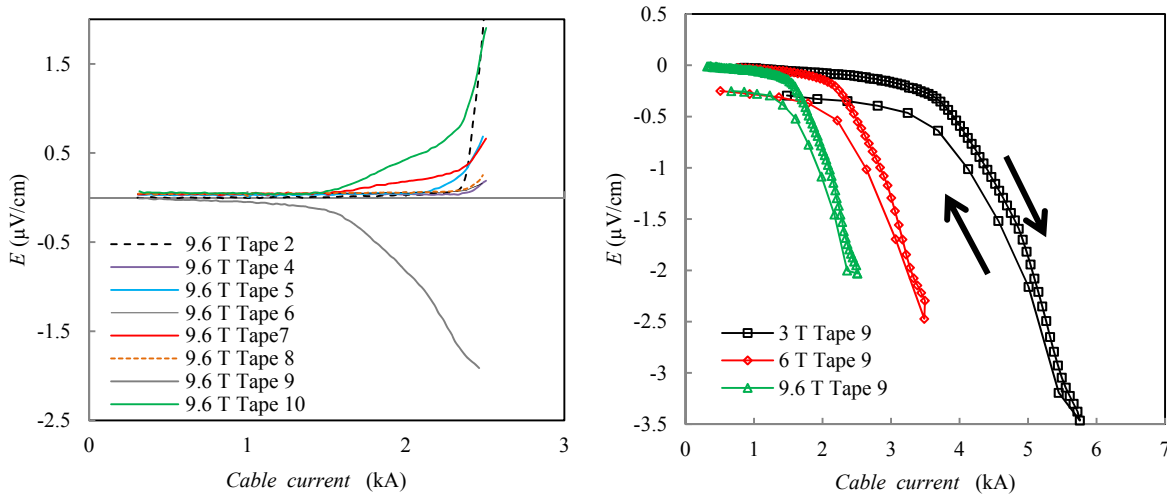 1.5
0.5
-0.5
-1.5
-2.5
E (µV/cm)
0
1
2
3
Cable current (kA)
9.6 T Tape 2
9.6 T Tape 4
9.6 T Tape 5
9.6 T Tape 6
9.6 T Tape7
9.6 T Tape 8
9.6 T Tape 9
9.6 T Tape 10
0.5
0
-0.5
-1
-1.5
-2
-2.5
-3
-3.5
E (µV/cm)
0
1
2
3
4
5
6
7
Cable current (kA)
3 T Tape 9
6 T Tape 9
9.6 T Tape 9